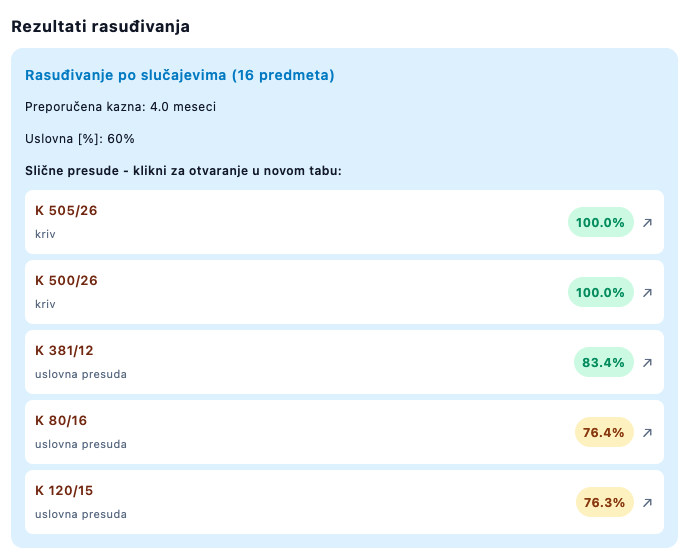 Rezultati rasuđivanja
Rasuđivanje po slučajevima (16 predmeta)
Preporučena kazna: 4.0 meseci
Uslovna [%]: 60%
Slične presude - klikni za otvaranje u novom tabu:
K 505/26
kriv
100.0% ↗
K 500/26
kriv
100.0% ↗
K 381/12
uslovna presuda
83.4% ↗
K 80/16
uslovna presuda
76.4% ↗
K 120/15
uslovna presuda
76.3% ↗